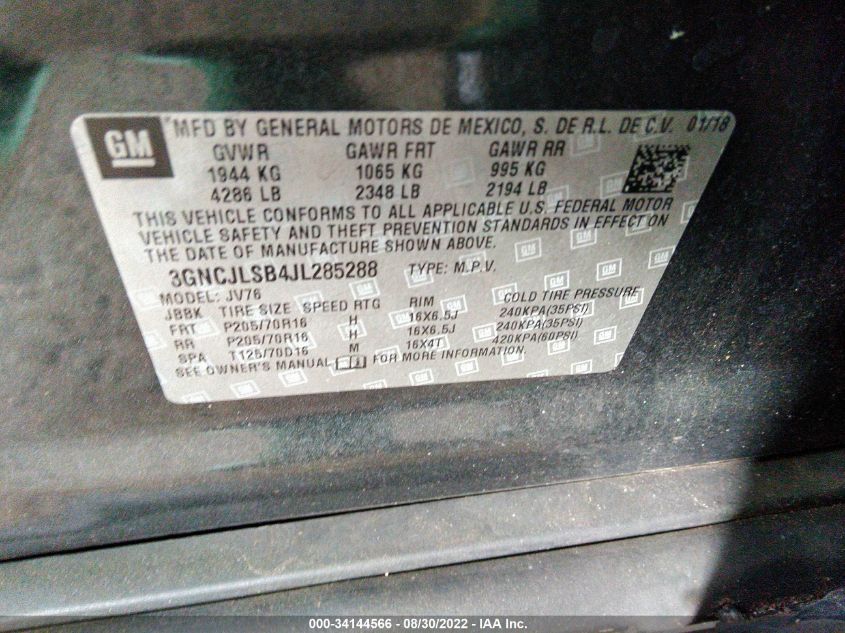 GM
MFD BY GENERAL MOTORS DE MEXICO, S. DE R.L. DE C.V. 01/18
GVWR GAWR FRT GAWR RR
1944 KG 1065 KG 995 KG
4286 LB 2348 LB 2194 LB
THIS VEHICLE CONFORMS TO ALL APPLICABLE U.S. FEDERAL MOTOR
VEHICLE SAFETY AND THEFT PREVENTION STANDARDS IN EFFECT ON
THE DATE OF MANUFACTURE SHOWN ABOVE.
3GNCJLSB4JL285288 TYPE: M.P.V.
MODEL: JV76
JBBK TIRE SIZE SPEED RTG RIM COLD TIRE PRESSURE
FRT P205/70R16 H 16X6.5J 240KPA(35PSI)
RR P205/70R16 H 16X6.5J 240KPA(35PSI)
SPA T125/70D16 M 16X4T 420KPA(60PSI)
SEE OWNER'S MANUAL FOR MORE INFORMATION.
000-34144566 - 08/30/2022 - IAA Inc.